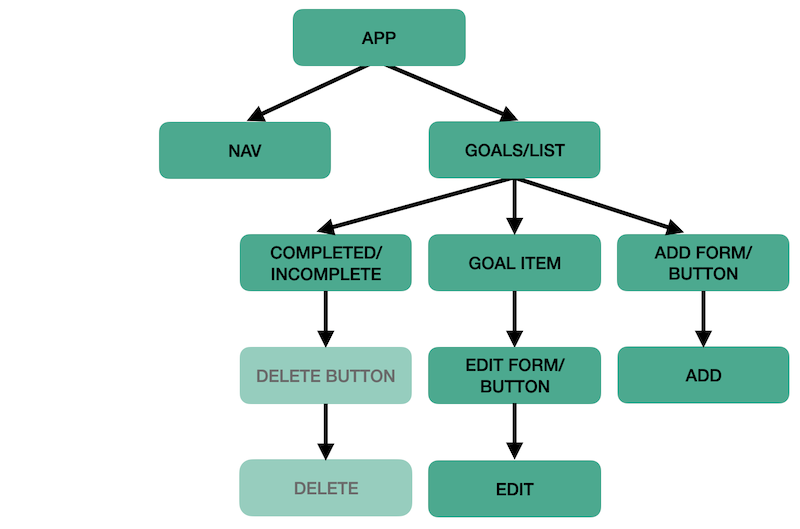 APP
NAV
GOALS/LIST
COMPLETED/
INCOMPLETE
GOAL ITEM
ADD FORM/
BUTTON
DELETE BUTTON
EDIT FORM/
BUTTON
ADD
DELETE
EDIT